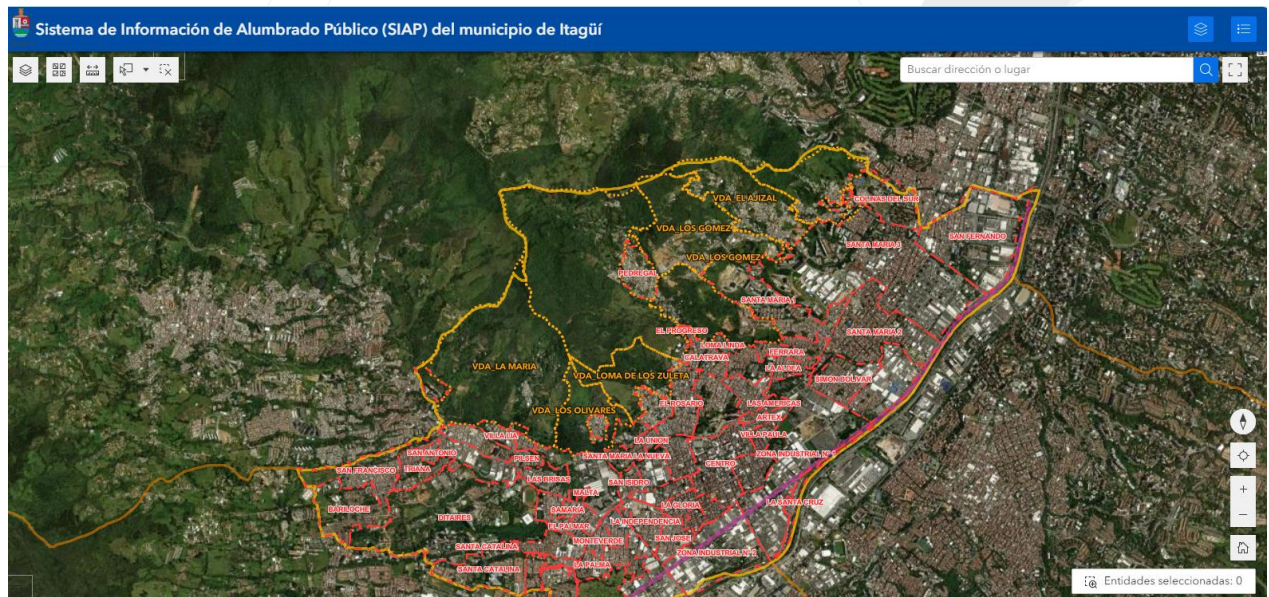 Sistema de Información de Alumbrado Público (SIAP) del municipio de Itagüí
Buscar dirección o lugar
VDA EL AJIZAL
COLINAS DEL SUR
VDA LOS GOMEZ
SAN FERNANDO
SANTA MARIA 3
VDA LOS GOMEZ
PEDREGAL
SANTA MARIA 1
EL PROGRESO
SANTA MARIA 2
LOMA LINDA
FERRARA
CALATRAVA
VDA LA MARIA
LA ALDEA
VDA LOMA DE LOS ZULETA
SIMON BOLIVAR
EL ROSARIO
LAS AMERICAS
VDA LOS OLIVARES
ARTEX
VILLA LIA
LA UNION
VILLA PAULA
SAN ANTONIO
PILSEN
SANTA MARIA LA NUEVA
ZONA INDUSTRIAL N° 1
SAN FRANCISCO
TRIANA
CENTRO
LAS BRISAS
SAN ISIDRO
MALTA
LA SANTA CRUZ
LA GLORIA
BARILOCHE
SAMARIA
DITAIRES
LA INDEPENDENCIA
EL PALMAR
SAN JOSE
MONTEVERDE
SANTA CATALINA
ZONA INDUSTRIAL N° 2
LA PALMA
SANTA CATALINA
Entidades seleccionadas: 0